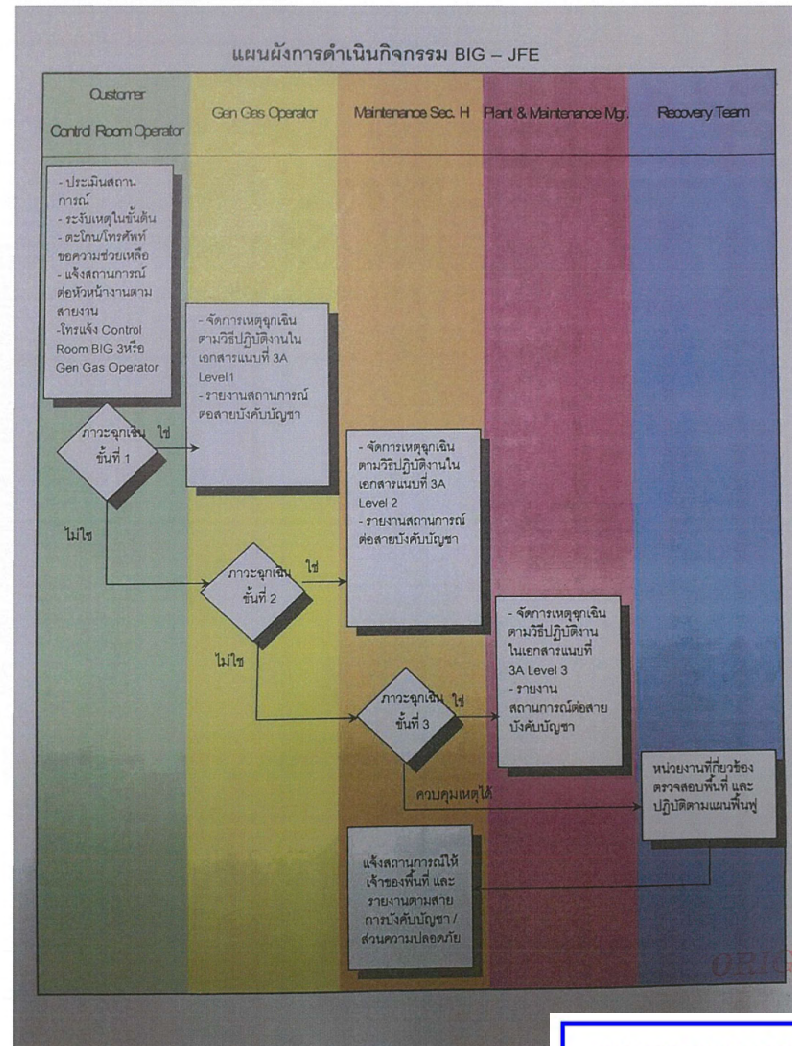 แผนผังการดำเนินกิจกรรม BIG – JFE
Customer
Control Room Operator
Gen Gas Operator
Maintenance Sec. H
Plant & Maintenance Mgr.
Recovery Team
- ประเมินสถาน
การณ์
- ระงับเหตุในขั้นต้น
- ตะโกน/โทรศัพท์
ขอความช่วยเหลือ
- แจ้งสถานการณ์
ต่อหัวหน้างานตาม
สายงาน
-โทรแจ้ง Control
Room BIG 3หรือ
Gen Gas Operator
- จัดการเหตุฉุกเฉิน
ตามวิธีปฏิบัติงานใน
เอกสารแนบที่ 3A
Level1
- รายงานสถานการณ์
ต่อสายบังคับบัญชา
ภาวะฉุกเฉิน
ขั้นที่ 1
ใช่
ไม่ใช่
- จัดการเหตุฉุกเฉิน
ตามวิธีปฏิบัติงานใน
เอกสารแนบที่ 3A
Level 2
- รายงานสถานการณ์
ต่อสายบังคับบัญชา
ภาวะฉุกเฉิน
ขั้นที่ 2
ใช่
ไม่ใช่
- จัดการเหตุฉุกเฉิน
ตามวิธีปฏิบัติงาน
ในเอกสารแนบที่
3A Level 3
- รายงาน
สถานการณ์ต่อสาย
บังคับบัญชา
ภาวะฉุกเฉิน
ขั้นที่ 3
ใช่
ควบคุมเหตุได้
หน่วยงานที่กี่ยวข้อง
ตรวจสอบพื้นที่ และ
ปฏิบัติตามแผนฟื้นฟู
แจ้งสถานการณ์ให้
เจ้าของพื้นที่ และ
รายงานตามสาย
การบังคับบัญชา /
ส่วนความปลอดภัย